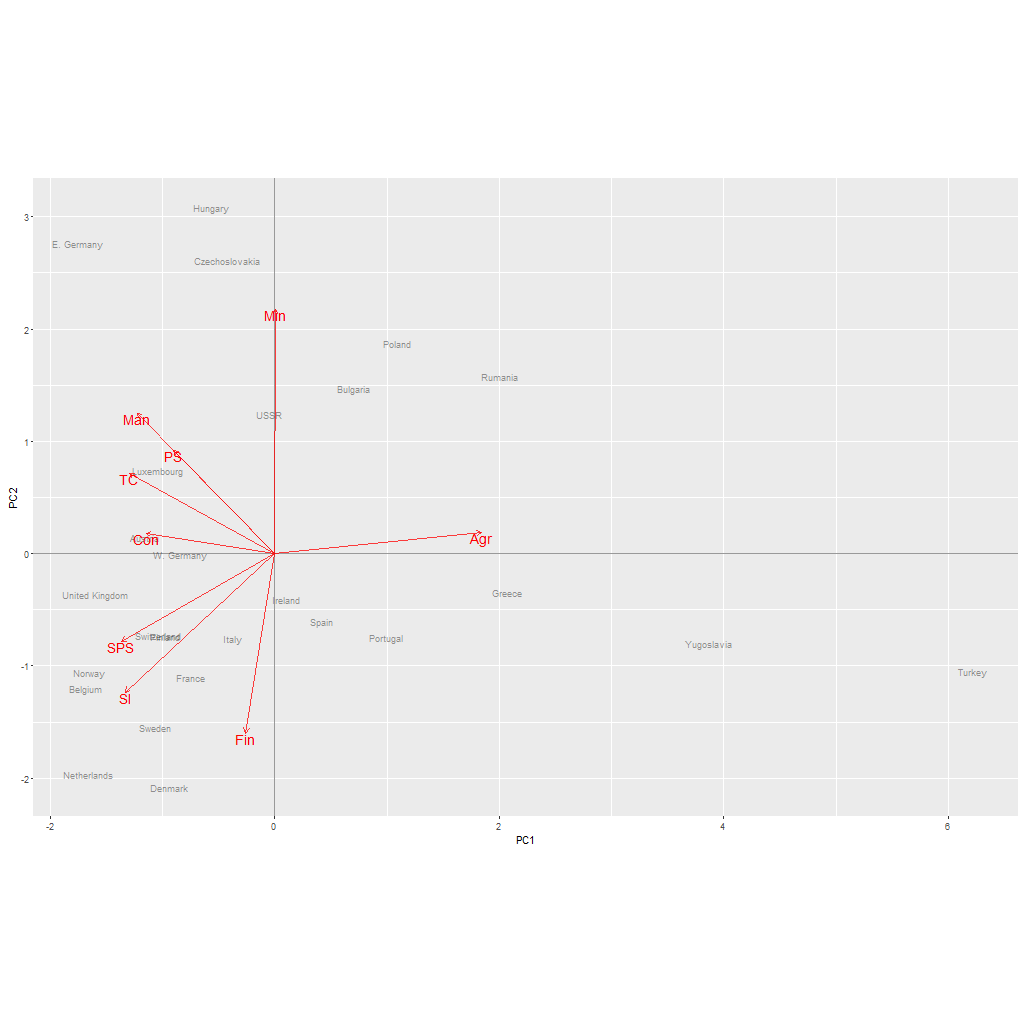 3
Hungary
E. Germany
Czechoslovakia
Min
2
Poland
Rumania
Bulgaria
USSR
Man
1
PS
Luxembourg
TC
Agr
Con
0
W. Germany
PC2
Greece
United Kingdom
Ireland
Spain
Switzerland
Finland
Italy
Portugal
SPS
Yugoslavia
-1
Norway
Turkey
France
Belgium
SI
Sweden
Fin
-2
Netherlands
Denmark
-2 0 2 4 6
PC1